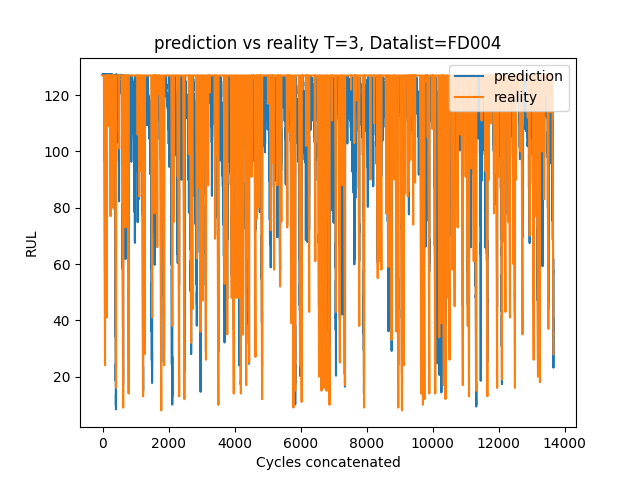 prediction vs reality T=3, Datalist=FD004
prediction
reality
120
100
80
60
40
20
RUL
0 2000 4000 6000 8000 10000 12000 14000
Cycles concatenated